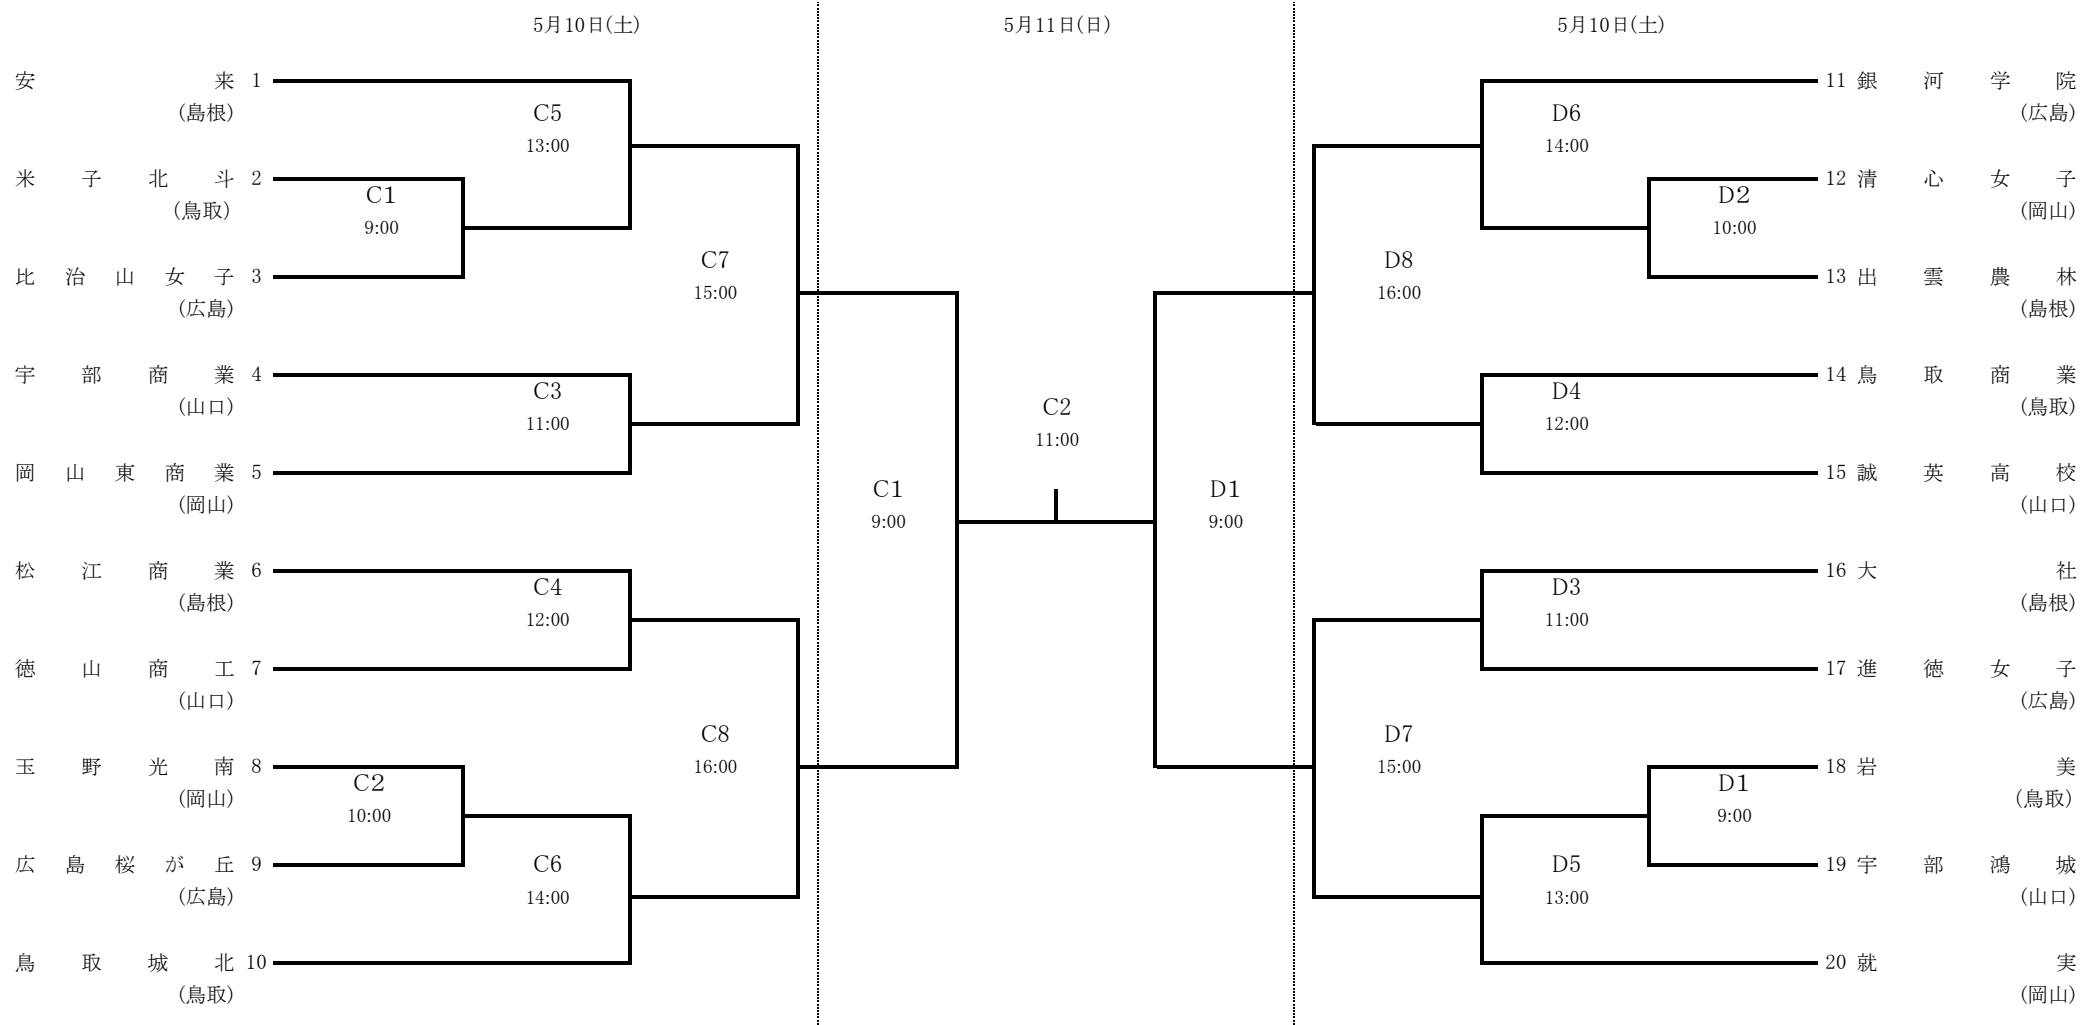 5月10日(土)
5月11日(日)
5月10日(土)
安来 1
(島根)
C5
13:00
米子北斗 2
(鳥取)
C1
9:00
比治山女子 3
(広島)
C7
15:00
宇部商業 4
(山口)
C3
11:00
岡山東商業 5
(岡山)
松江商業 6
(島根)
C4
12:00
徳山商工 7
(山口)
C8
16:00
玉野光南 8
(岡山)
C2
10:00
広島桜が丘 9
(広島)
C6
14:00
鳥取城北 10
(鳥取)
C1
9:00
C2
11:00
D1
9:00
11 銀河学院
(広島)
D6
14:00
12 清心女子
(岡山)
D2
10:00
13 出雲農林
(島根)
D8
16:00
14 鳥取商業
(鳥取)
D4
12:00
15 誠英高校
(山口)
16 大社
(島根)
D3
11:00
17 進徳女子
(広島)
D7
15:00
18 岩美
(鳥取)
D1
9:00
19 宇部鴻城
(山口)
D5
13:00
20 就実
(岡山)